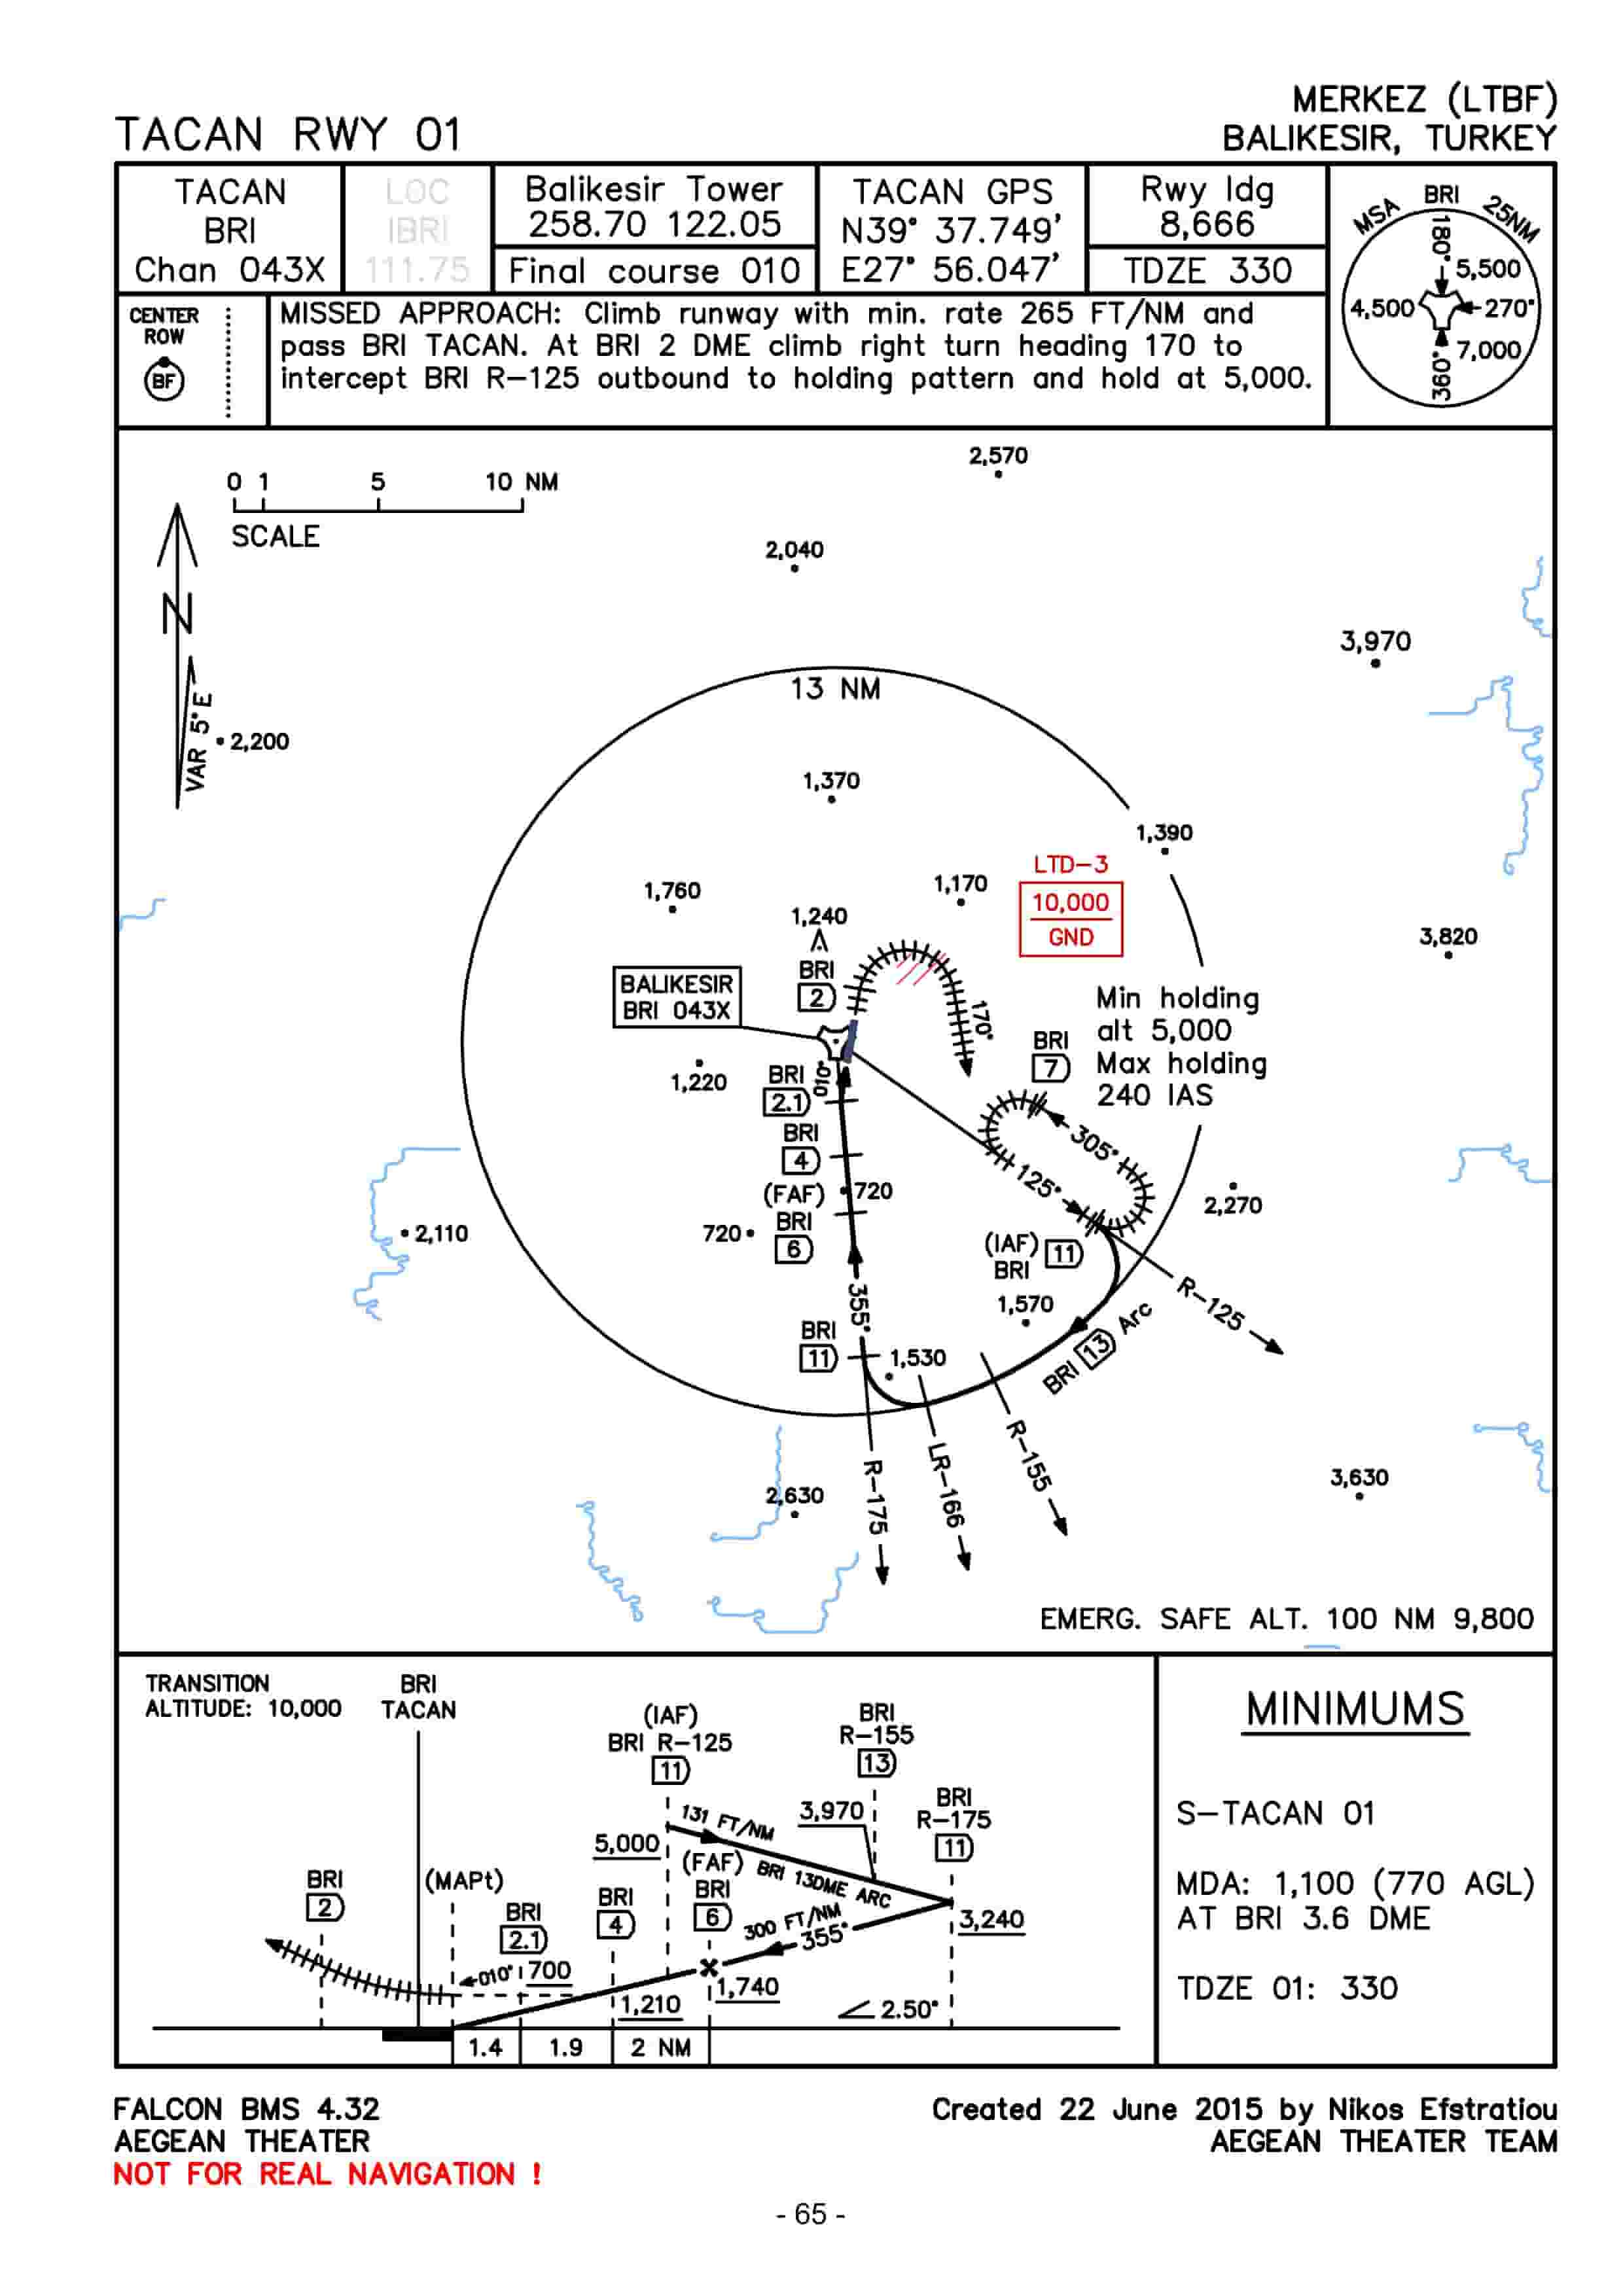 TACAN RWY 01
MERKEZ (LTBF)
BALIKESIR, TURKEY
TACAN
BRI
Chan 043X
LOC
IBRI
111.75
Balikesir Tower
258.70 122.05
Final course 010
TACAN GPS
N39° 37.749'
E27° 56.047'
Rwy ldg
8,666
TDZE 330
MSA BRI 25NM
180°
5,500
4,500
270°
7,000
360°
CENTER
ROW
BF
MISSED APPROACH: Climb runway with min. rate 265 FT/NM and
pass BRI TACAN. At BRI 2 DME climb right turn heading 170 to
intercept BRI R-125 outbound to holding pattern and hold at 5,000.
0 1 5 10 NM
SCALE
N
VAR 5°E
2,570
2,040
3,970
2,200
13 NM
1,370
1,390
LTD-3
10,000
GND
1,760
1,170
1,240
BRI
2
3,820
BALIKESIR
BRI 043X
170°
Min holding
alt 5,000
Max holding
240 IAS
BRI
7
1,220
BRI
2.1
010°
BRI
4
305°
125°
(FAF)
BRI
6
720
720
2,270
2,110
(IAF)
BRI
11
355°
1,570
R-125
BRI 13 Arc
BRI
11
1,530
R-175
LR-166
R-155
2,630
3,630
EMERG. SAFE ALT. 100 NM 9,800
TRANSITION
ALTITUDE: 10,000
BRI
TACAN
(IAF)
BRI R-125
11
BRI
R-155
13
BRI
R-175
11
131 FT/NM
3,970
5,000
(FAF)
BRI
6
BRI 13DME ARC
BRI
2
(MAPt)
BRI
2.1
BRI
4
300 FT/NM
355°
3,240
010°
700
1,740
1,210
2.50°
1.4
1.9
2 NM
MINIMUMS
S-TACAN 01
MDA: 1,100 (770 AGL)
AT BRI 3.6 DME
TDZE 01: 330
FALCON BMS 4.32
AEGEAN THEATER
NOT FOR REAL NAVIGATION !
Created 22 June 2015 by Nikos Efstratiou
AEGEAN THEATER TEAM
- 65 -